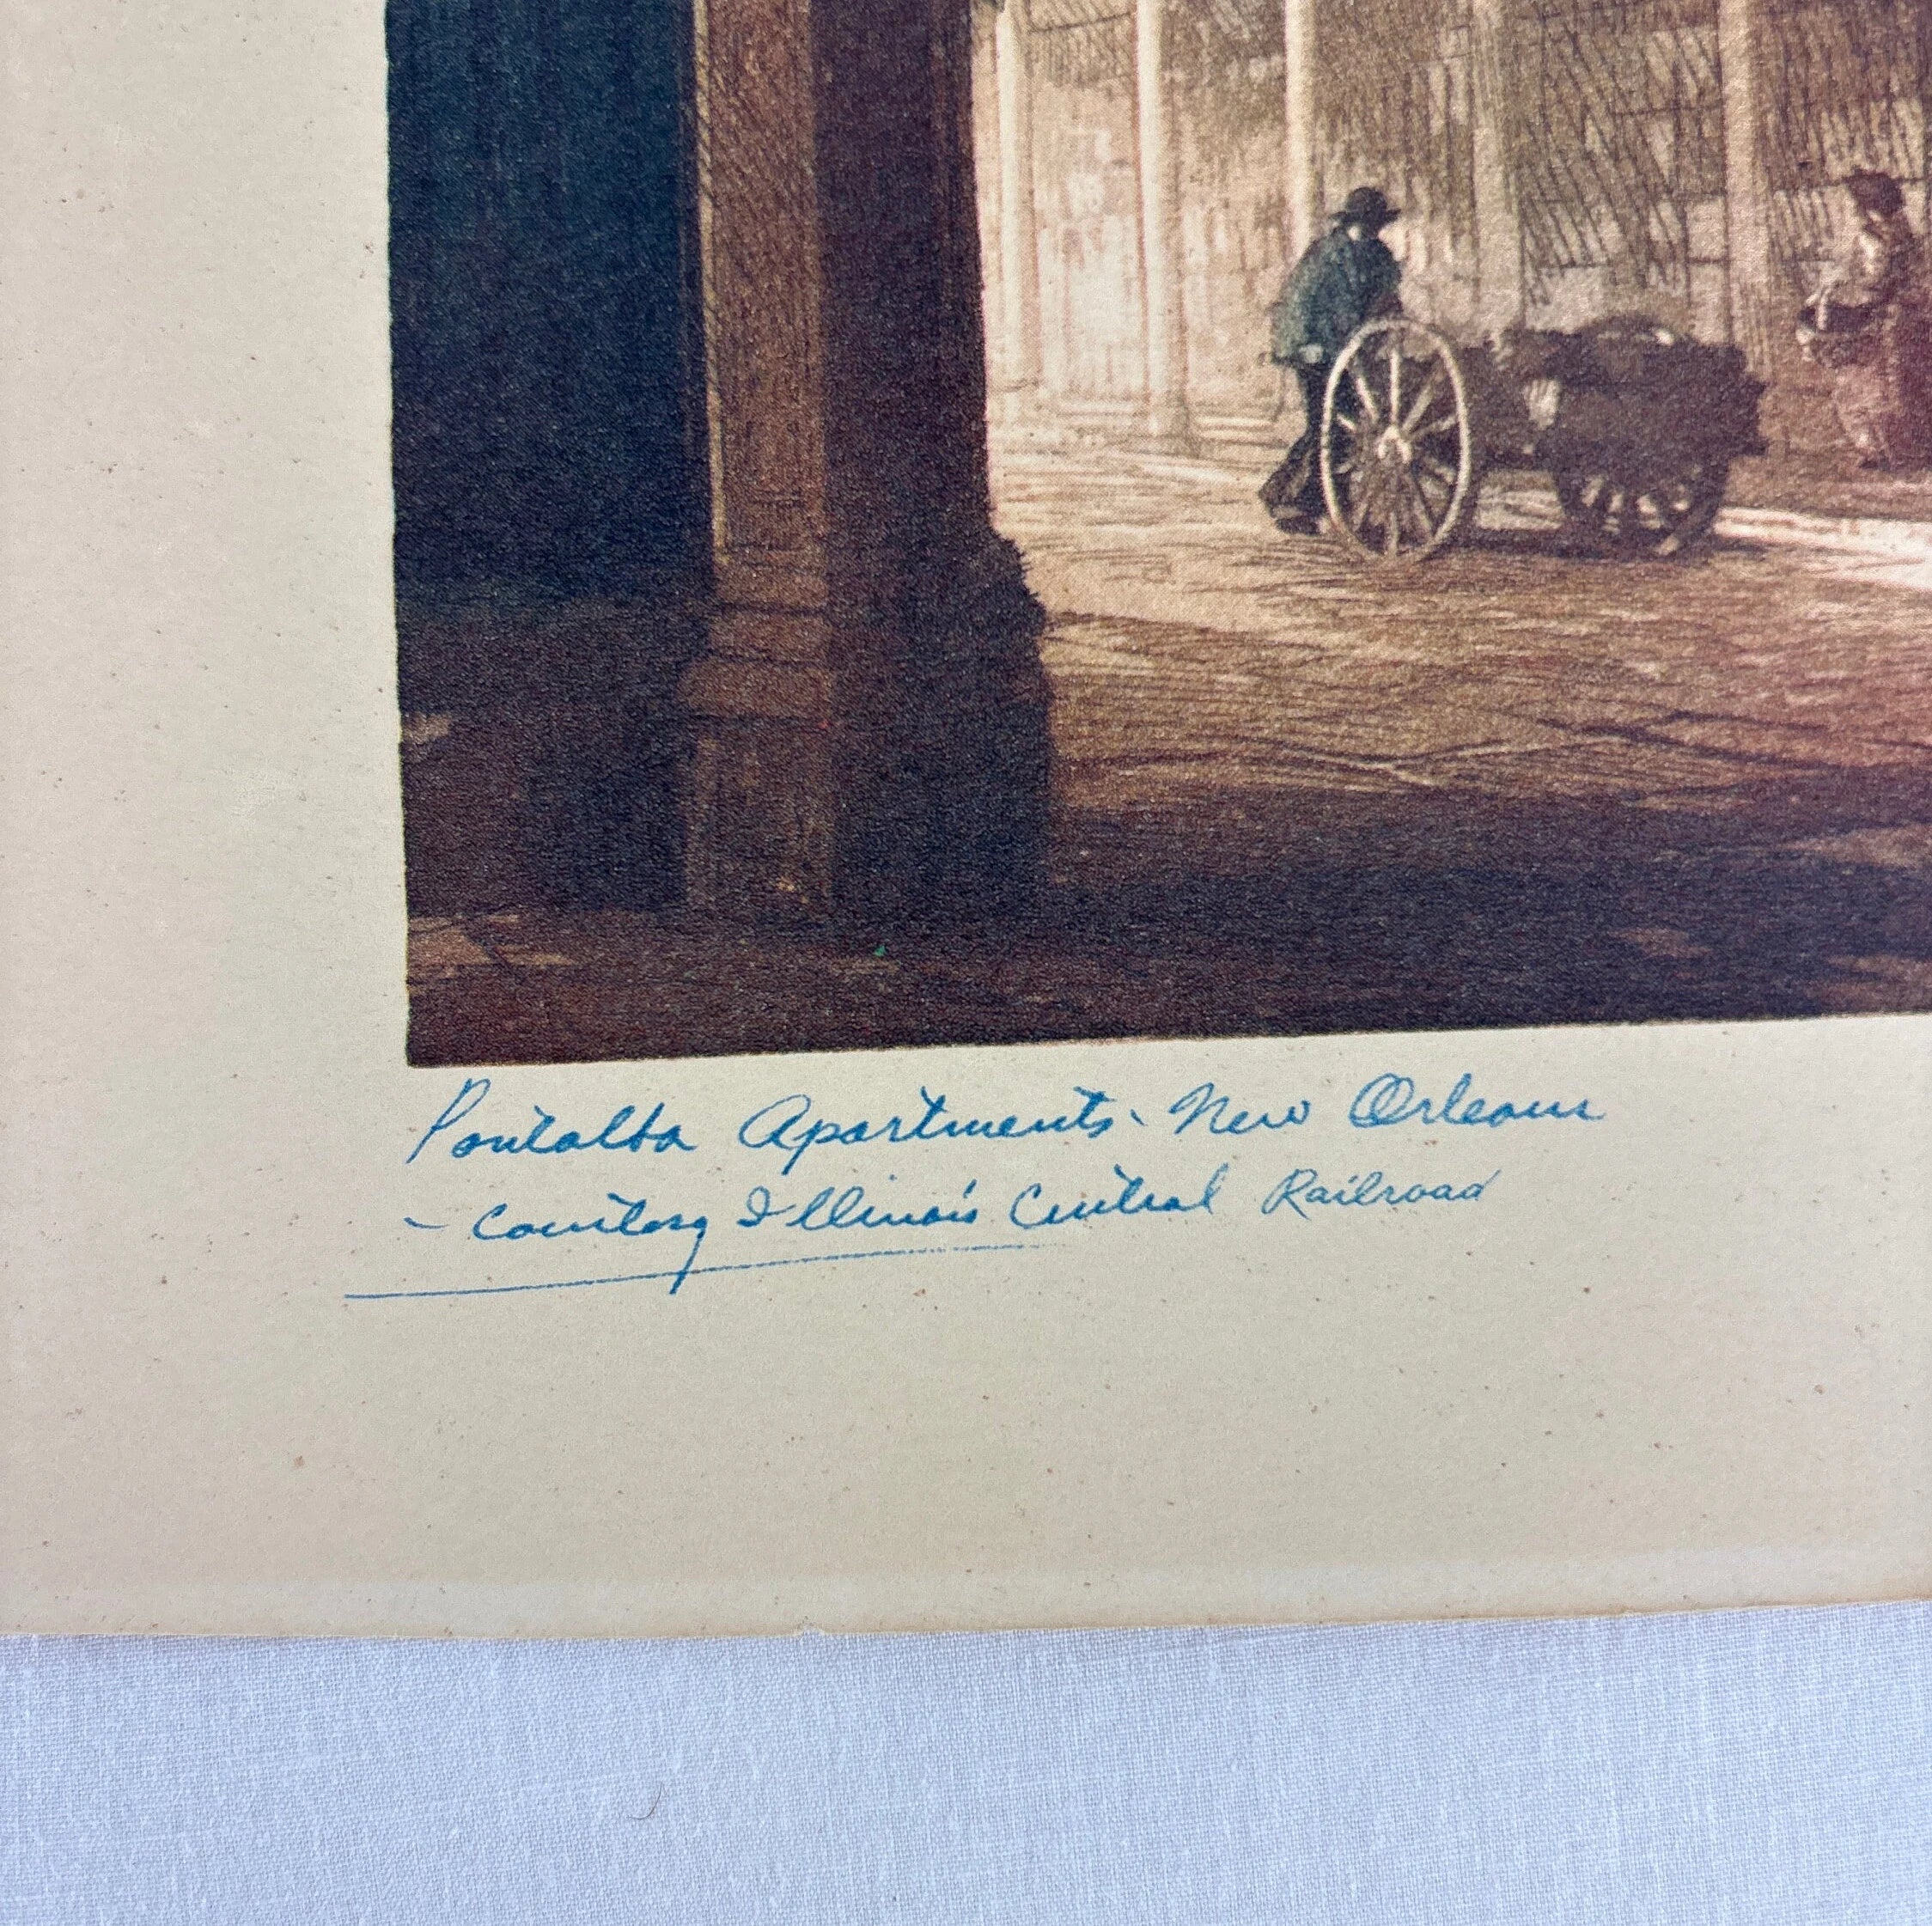 Pontalba Apartments - New Orleans
- Courtesy Illinois Central Railroad